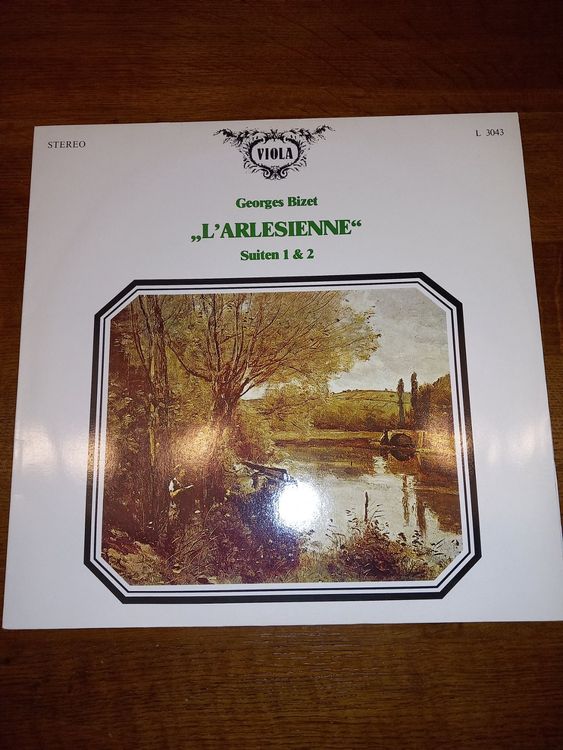 STEREO
VIOLA
L 3043
Georges Bizet
„L'ARLESIENNE“
Suiten 1 & 2